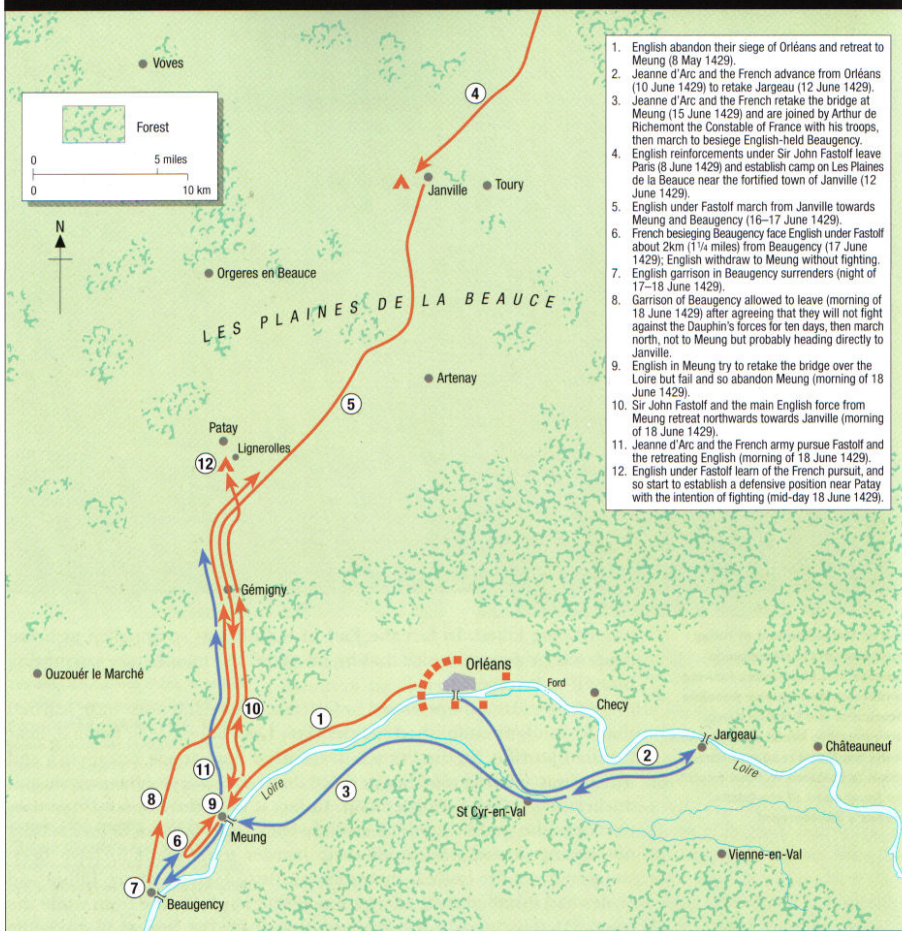 Voves
Forest
0 5 miles
0 10 km
N
4
Janville
Toury
1. English abandon their siege of Orléans and retreat to
Meung (8 May 1429).
2. Jeanne d'Arc and the French advance from Orléans
(10 June 1429) to retake Jargeau (12 June 1429).
3. Jeanne d'Arc and the French retake the bridge at
Meung (15 June 1429) and are joined by Arthur de
Richemont the Constable of France with his troops,
then march to besiege English-held Beaugency.
4. English reinforcements under Sir John Fastolf leave
Paris (8 June 1429) and establish camp on Les Plaines
de la Beauce near the fortified town of Janville (12
June 1429).
5. English under Fastolf march from Janville towards
Meung and Beaugency (16–17 June 1429).
6. French besieging Beaugency face English under Fastolf
about 2km (1¼ miles) from Beaugency (17 June
1429); English withdraw to Meung without fighting.
7. English garrison in Beaugency surrenders (night of
17–18 June 1429).
8. Garrison of Beaugency allowed to leave (morning of
18 June 1429) after agreeing that they will not fight
against the Dauphin's forces for ten days, then march
north, not to Meung but probably heading directly to
Janville.
9. English in Meung try to retake the bridge over the
Loire but fail and so abandon Meung (morning of 18
June 1429).
10. Sir John Fastolf and the main English force from
Meung retreat northwards towards Janville (morning
of 18 June 1429).
11. Jeanne d'Arc and the French army pursue Fastolf and
the retreating English (morning of 18 June 1429).
12. English under Fastolf learn of the French pursuit, and
so start to establish a defensive position near Patay
with the intention of fighting (mid-day 18 June 1429).
Orgeres en Beauce
LES PLAINES DE LA BEAUCE
Artenay
5
Patay
Lignerolles
12
Gémigny
Ouzouér le Marché
Orléans
Ford
Checy
10
1
Jargeau
Châteauneuf
2
Loire
11
Loire
3
8
9
St Cyr-en-Val
Meung
6
Vienne-en-Val
7
Beaugency